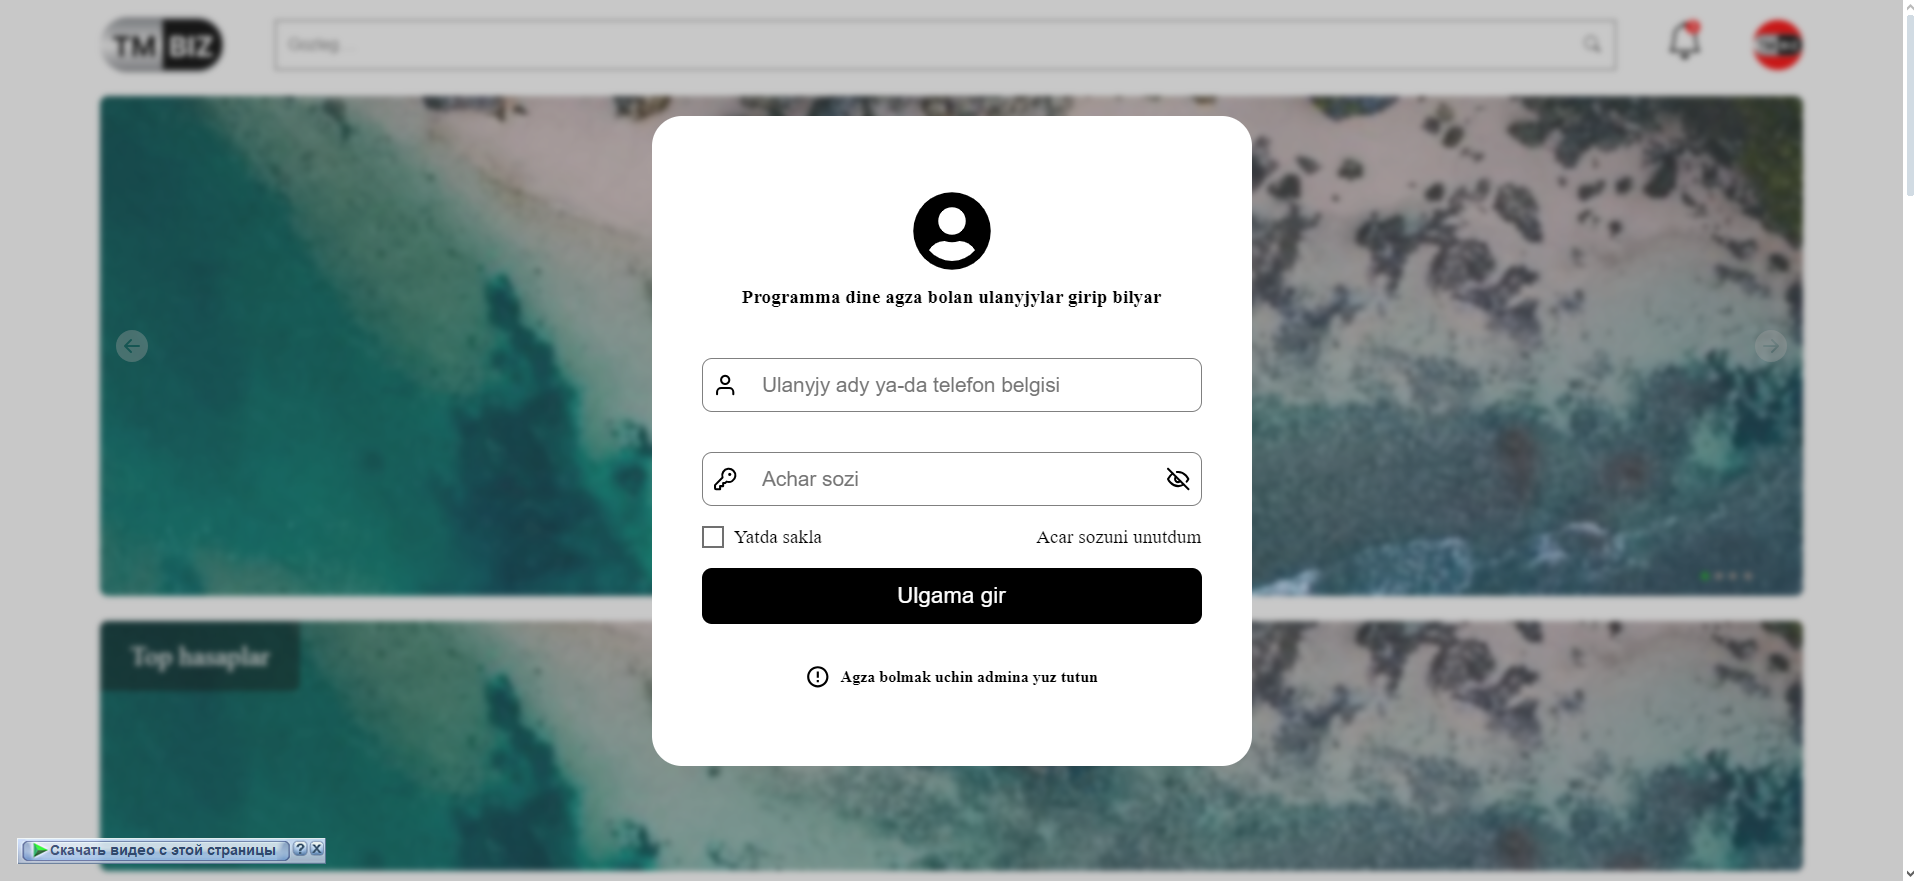 TM BIZ
Gozleg...
Programma dine agza bolan ulanyjylar girip bilyar
Ulanyjy ady ya-da telefon belgisi
Achar sozi
Yatda sakla
Acar sozuni unutdum
Ulgama gir
Agza bolmak uchin admina yuz tutun
Top hasaplar
Скачать видео с этой страницы ? X